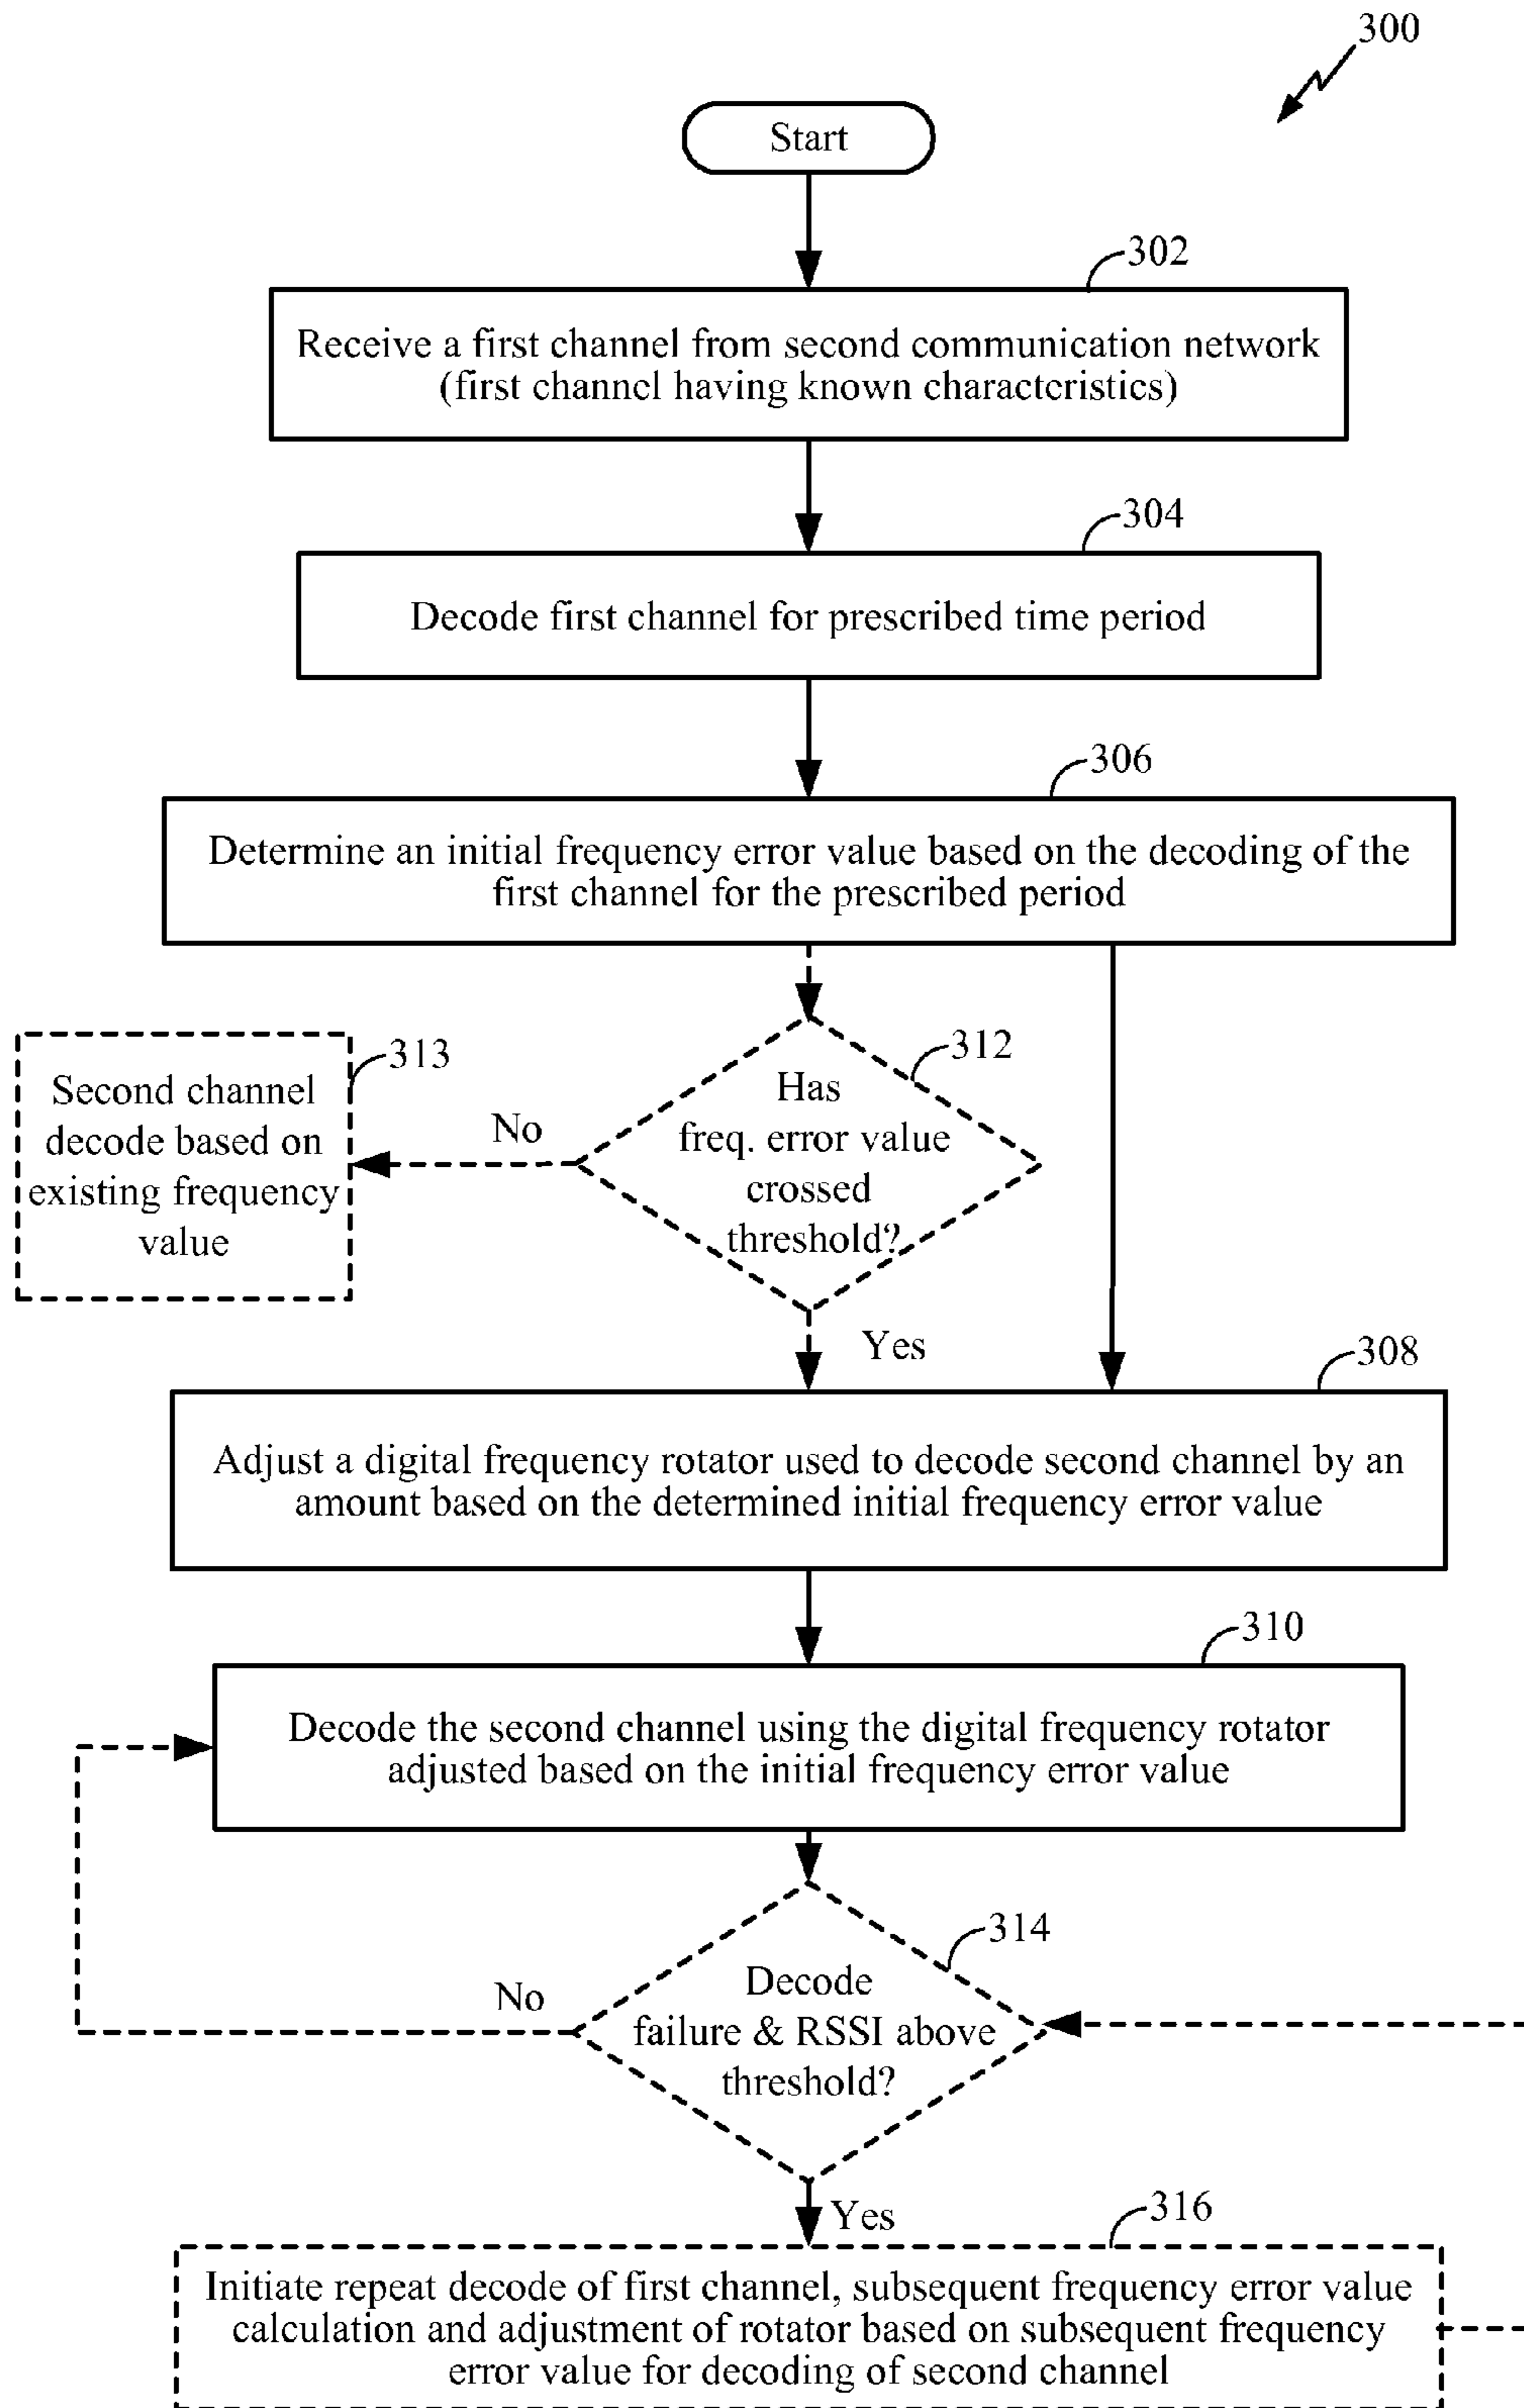 300
Start
302
Receive a first channel from second communication network
(first channel having known characteristics)
304
Decode first channel for prescribed time period
306
Determine an initial frequency error value based on the decoding of the
first channel for the prescribed period
312
Has
freq. error value
crossed
threshold?
No
313
Second channel
decode based on
existing frequency
value
Yes
308
Adjust a digital frequency rotator used to decode second channel by an
amount based on the determined initial frequency error value
310
Decode the second channel using the digital frequency rotator
adjusted based on the initial frequency error value
314
Decode
failure & RSSI above
threshold?
No
Yes
316
Initiate repeat decode of first channel, subsequent frequency error value
calculation and adjustment of rotator based on subsequent frequency
error value for decoding of second channel